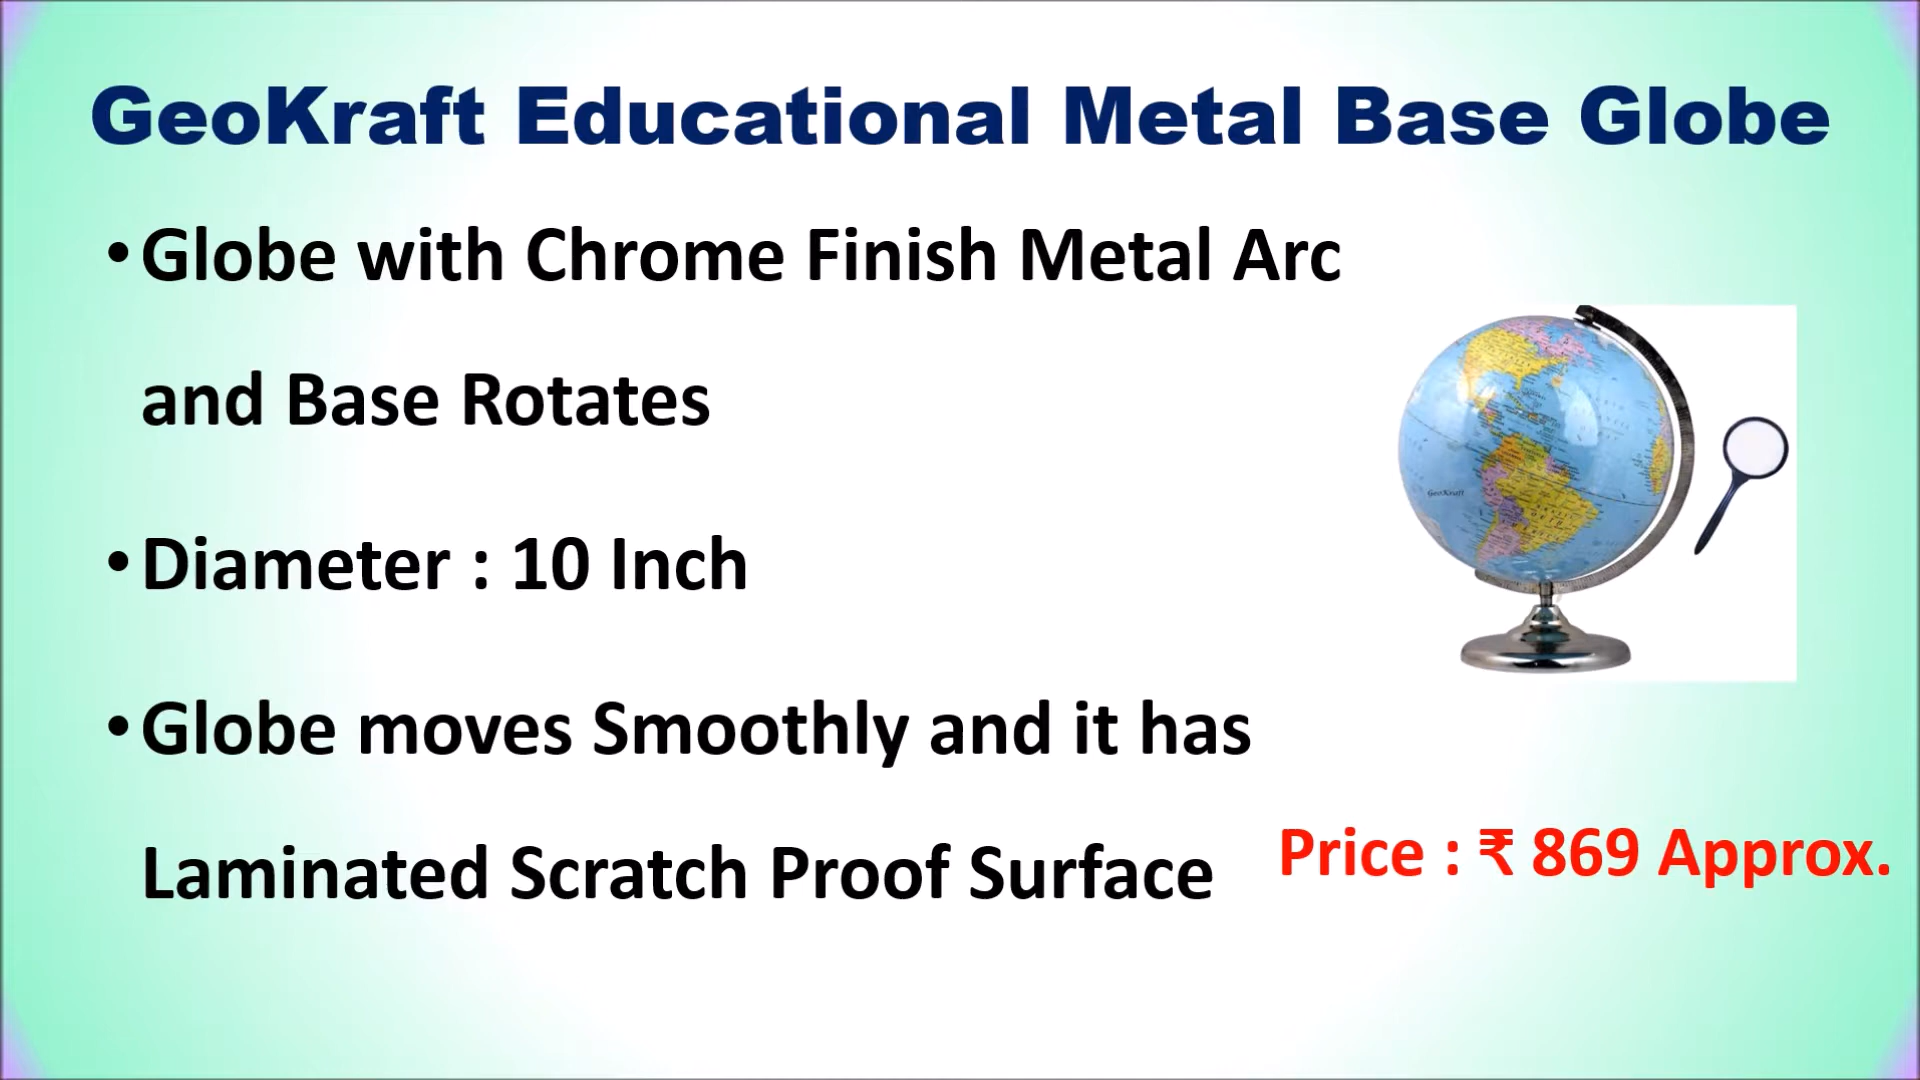 GeoKraft Educational Metal Base Globe
•Globe with Chrome Finish Metal Arc
and Base Rotates
•Diameter : 10 Inch
•Globe moves Smoothly and it has
Laminated Scratch Proof Surface
Price : ₹ 869 Approx.
GeoKraft